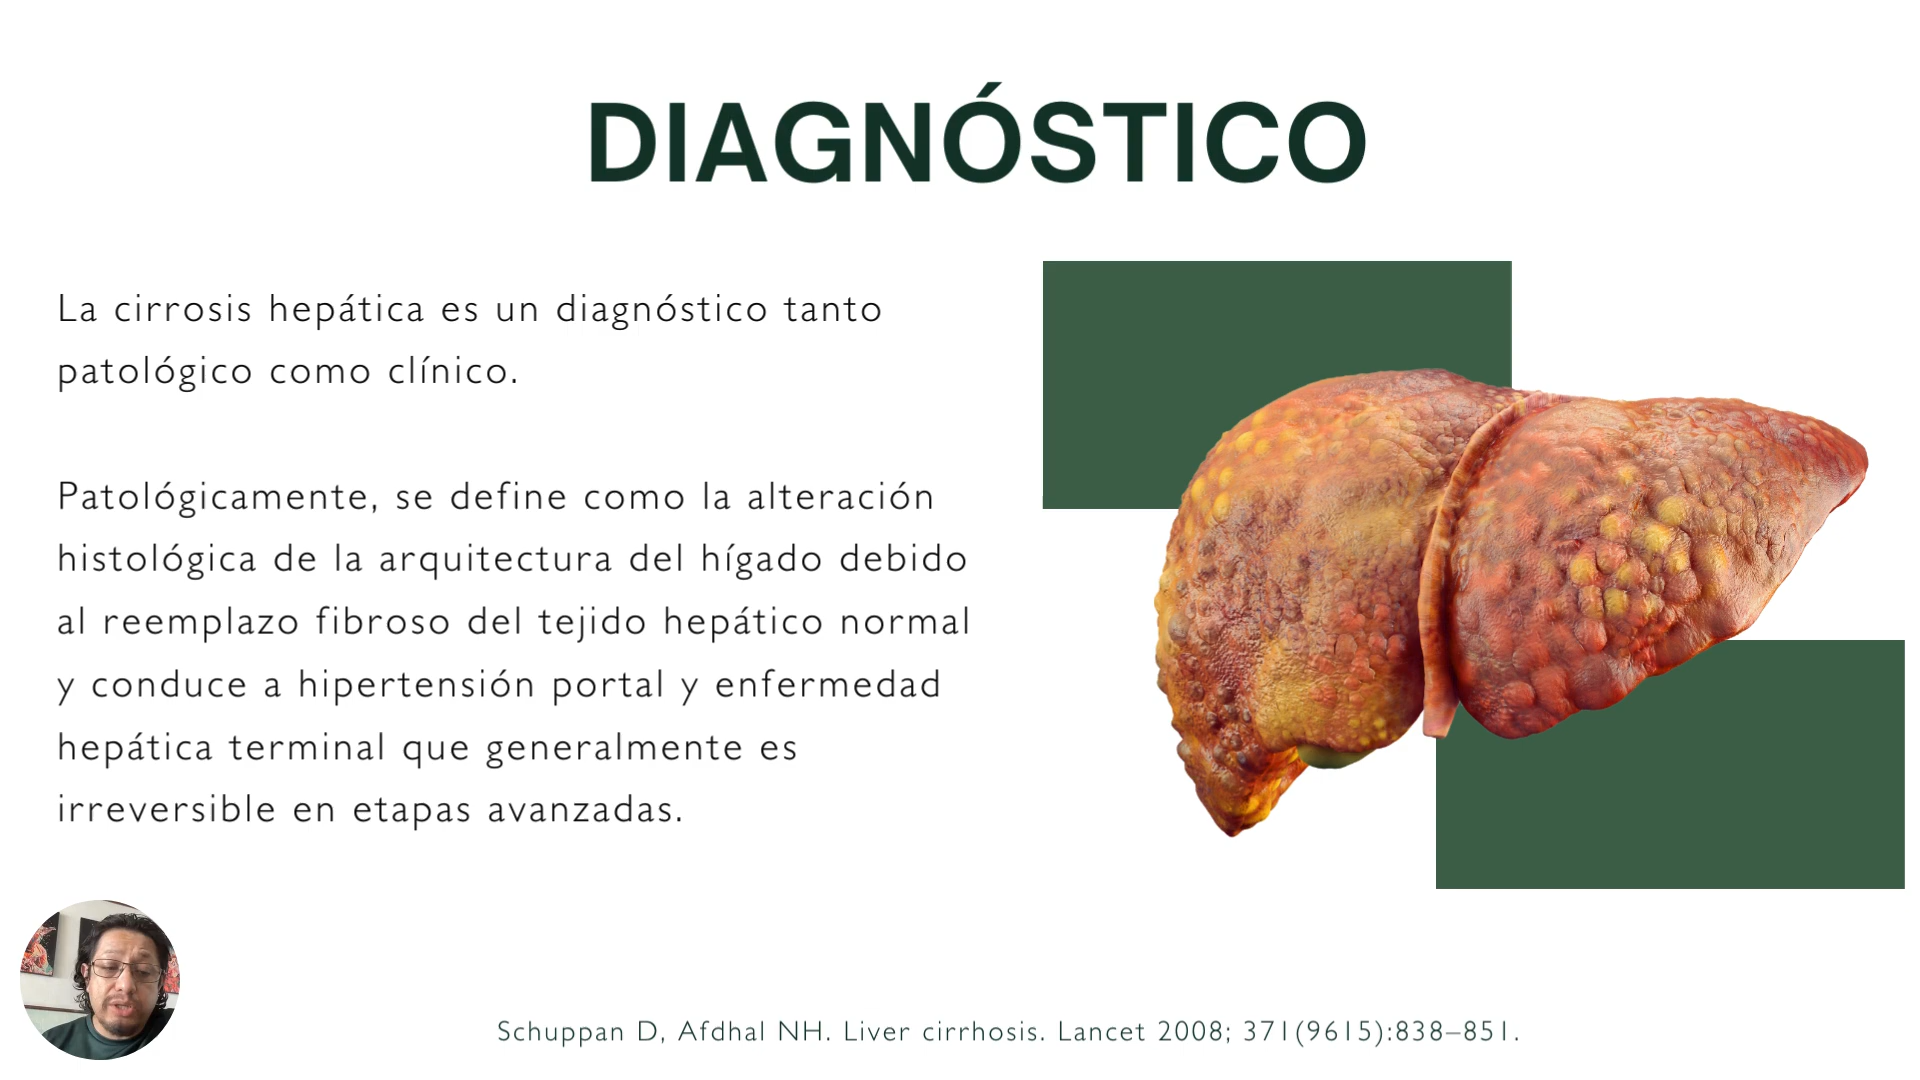 DIAGNÓSTICO
La cirrosis hepática es un diagnóstico tanto
patológico como clínico.
Patológicamente, se define como la alteración
histológica de la arquitectura del hígado debido
al reemplazo fibroso del tejido hepático normal
y conduce a hipertensión portal y enfermedad
hepática terminal que generalmente es
irreversible en etapas avanzadas.
Schuppan D, Afdhal NH. Liver cirrhosis. Lancet 2008; 371(9615):838–851.